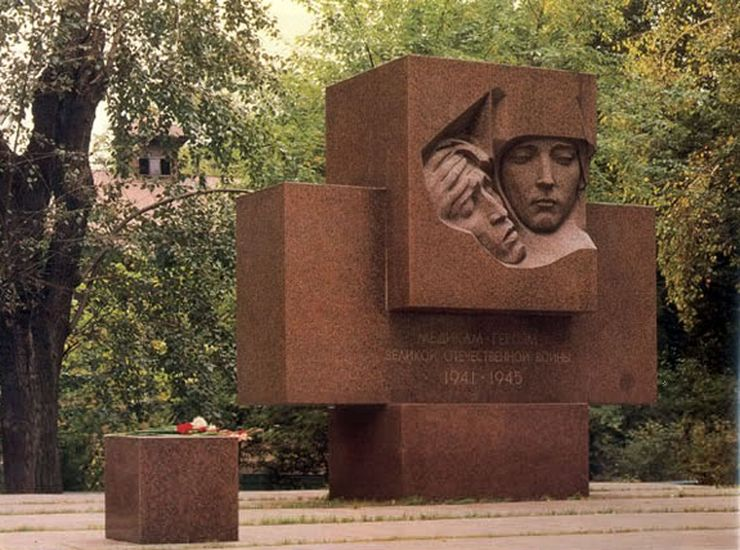 МЕДИКАМ-ГЕРОЯМ
ВЕЛИКОЙ ОТЕЧЕСТВЕННОЙ ВОЙНЫ
1941-1945